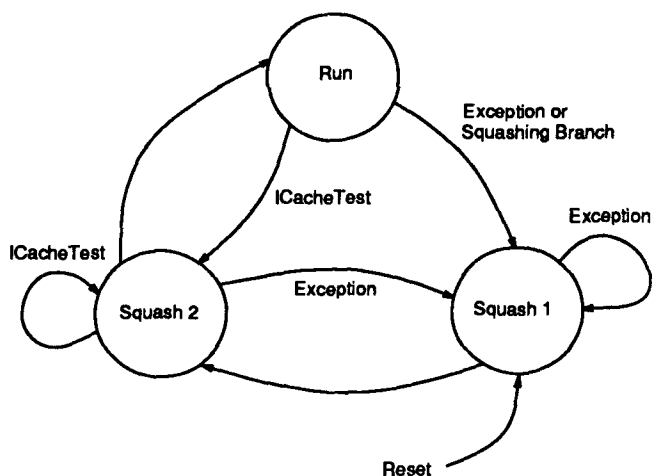 Run
Exception or
Squashing Branch
ICacheTest
Exception
ICacheTest
Squash 2
Exception
Squash 1
Reset